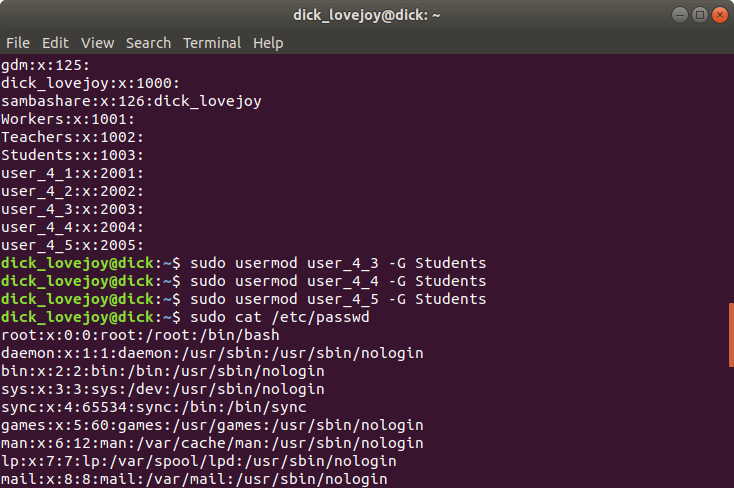 dick_lovejoy@dick: ~
File Edit View Search Terminal Help
gdm:x:125:
dick_lovejoy:x:1000:
sambashare:x:126:dick_lovejoy
Workers:x:1001:
Teachers:x:1002:
Students:x:1003:
user_4_1:x:2001:
user_4_2:x:2002:
user_4_3:x:2003:
user_4_4:x:2004:
user_4_5:x:2005:
dick_lovejoy@dick:~$ sudo usermod user_4_3 -G Students
dick_lovejoy@dick:~$ sudo usermod user_4_4 -G Students
dick_lovejoy@dick:~$ sudo usermod user_4_5 -G Students
dick_lovejoy@dick:~$ sudo cat /etc/passwd
root:x:0:0:root:/root:/bin/bash
daemon:x:1:1:daemon:/usr/sbin:/usr/sbin/nologin
bin:x:2:2:bin:/bin:/usr/sbin/nologin
sys:x:3:3:sys:/dev:/usr/sbin/nologin
sync:x:4:65534:sync:/bin:/bin/sync
games:x:5:60:games:/usr/games:/usr/sbin/nologin
man:x:6:12:man:/var/cache/man:/usr/sbin/nologin
lp:x:7:7:lp:/var/spool/lpd:/usr/sbin/nologin
mail:x:8:8:mail:/var/mail:/usr/sbin/nologin